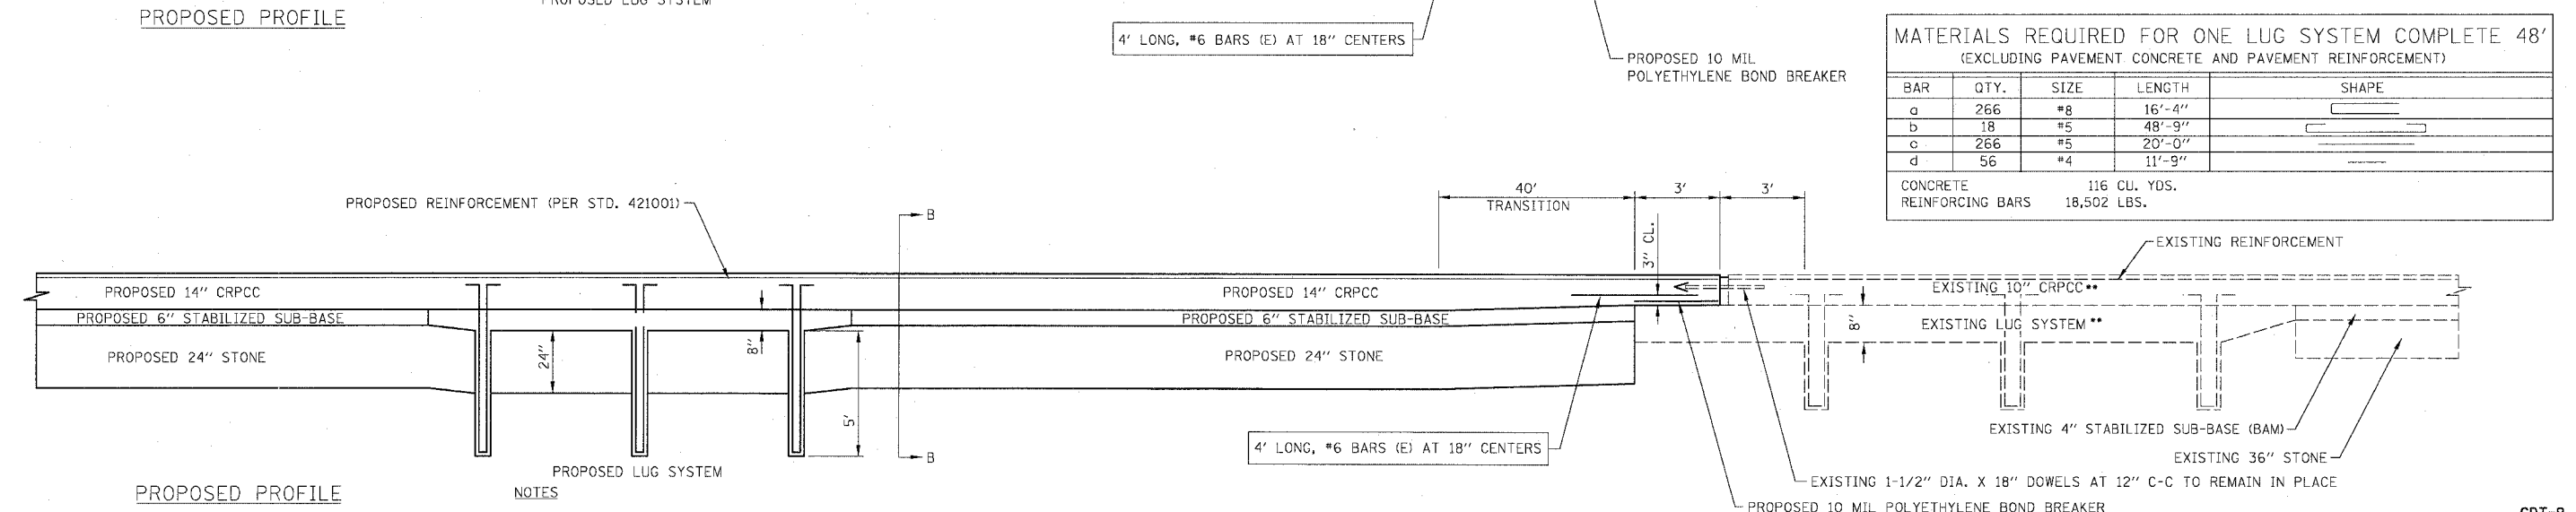 PROPOSED LUG SYSTEM
PROPOSED PROFILE
4' LONG, #6 BARS (E) AT 18" CENTERS
PROPOSED 10 MIL
POLYETHYLENE BOND BREAKER
MATERIALS REQUIRED FOR ONE LUG SYSTEM COMPLETE 48'
(EXCLUDING PAVEMENT CONCRETE AND PAVEMENT REINFORCEMENT)
BAR QTY. SIZE LENGTH SHAPE
a 266 #8 16'-4"
b 18 #5 48'-9"
c 266 #5 20'-0"
d 56 #4 11'-9"
CONCRETE 116 CU. YDS.
REINFORCING BARS 18,502 LBS.
PROPOSED REINFORCEMENT (PER STD. 421001)
B
40'
TRANSITION
3'
3'
3" CL.
EXISTING REINFORCEMENT
PROPOSED 14" CRPCC
PROPOSED 14" CRPCC
EXISTING 10" CRPCC**
PROPOSED 6" STABILIZED SUB-BASE
PROPOSED 6" STABILIZED SUB-BASE
EXISTING LUG SYSTEM**
8"
8"
24"
PROPOSED 24" STONE
PROPOSED 24" STONE
5'
EXISTING 4" STABILIZED SUB-BASE (BAM)
4' LONG, #6 BARS (E) AT 18" CENTERS
B
EXISTING 36" STONE
PROPOSED LUG SYSTEM
EXISTING 1-1/2" DIA. X 18" DOWELS AT 12" C-C TO REMAIN IN PLACE
PROPOSED PROFILE
NOTES
PROPOSED 10 MIL POLYETHYLENE BOND BREAKER